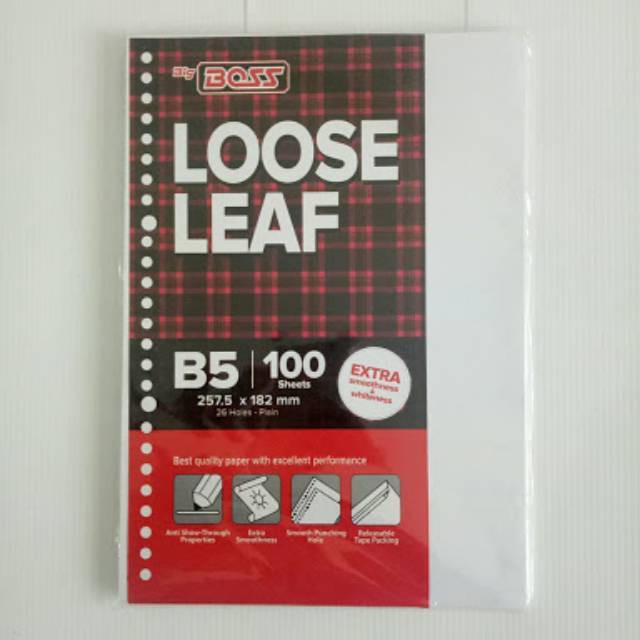 Big BOSS
LOOSE
LEAF
B5 100
Sheets
257.5 x 182 mm
26 Holes - Plain
EXTRA
smoothness
+
whiteness
Best quality paper with excellent performance
Anti Show-Through
Properties
Extra
Smoothness
Smooth Punching
Hole
Releasable
Tape Packing